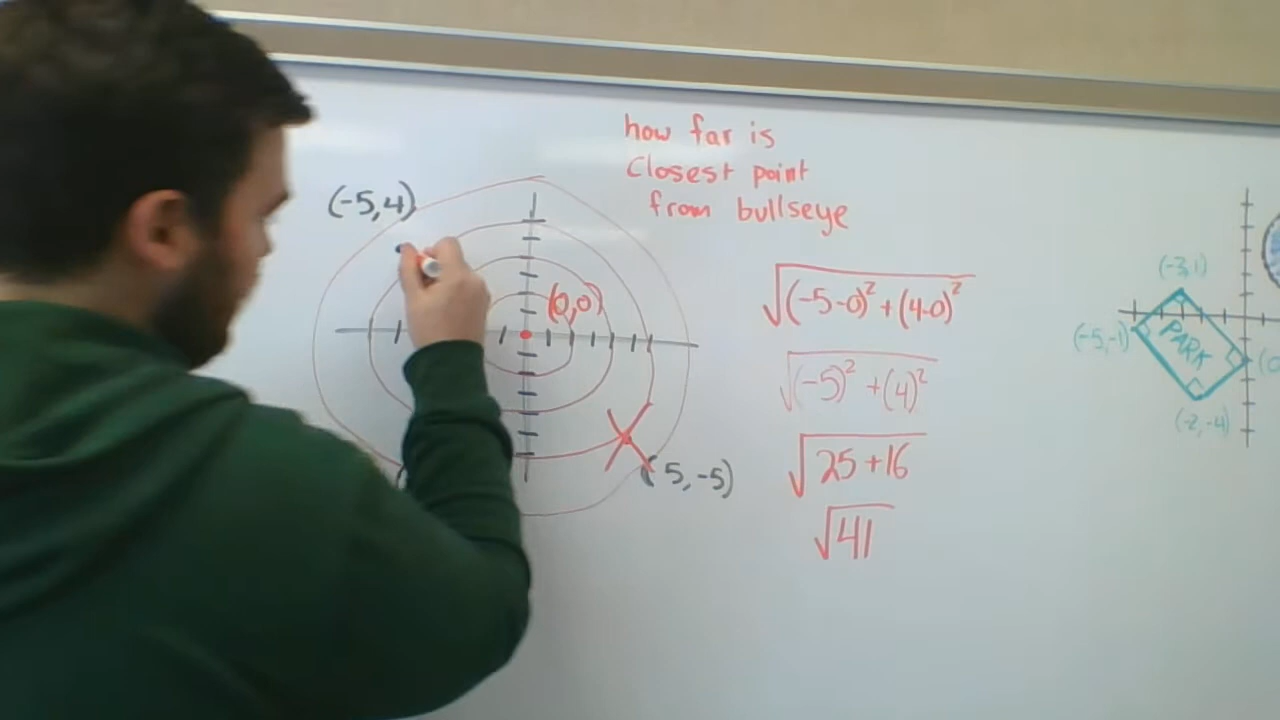 how far is
Closest point
from bullseye
(-5,4)
(0,0)
(5,-5)
√(-5-0)²+(4-0)²
√(-5)²+(4)²
√25+16
√41
(-3,1)
(-5,-1)
PARK
(-2,-4)